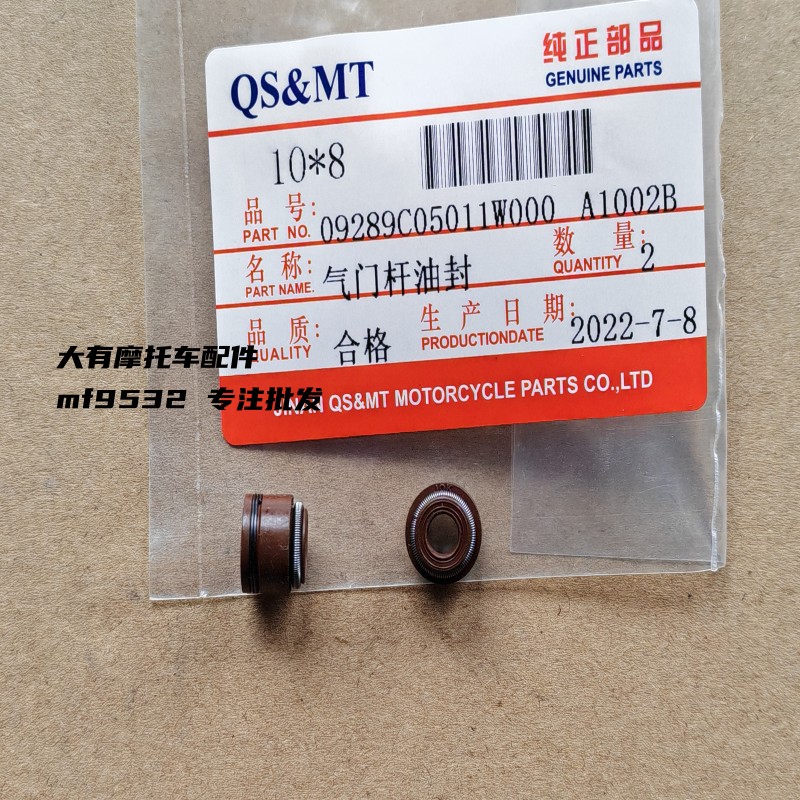 QS&MT
纯正部品
GENUINE PARTS
10*8
品号:
PART NO. 09289C05011W000 A1002B
名称:
PART NAME. 气门杆油封
数量:
QUANTITY 2
品质:
QUALITY 合格
生产日期:
PRODUCTIONDATE 2022-7-8
JINAN QS&MT MOTORCYCLE PARTS CO.,LTD
大有摩托车配件
mf9532 专注批发